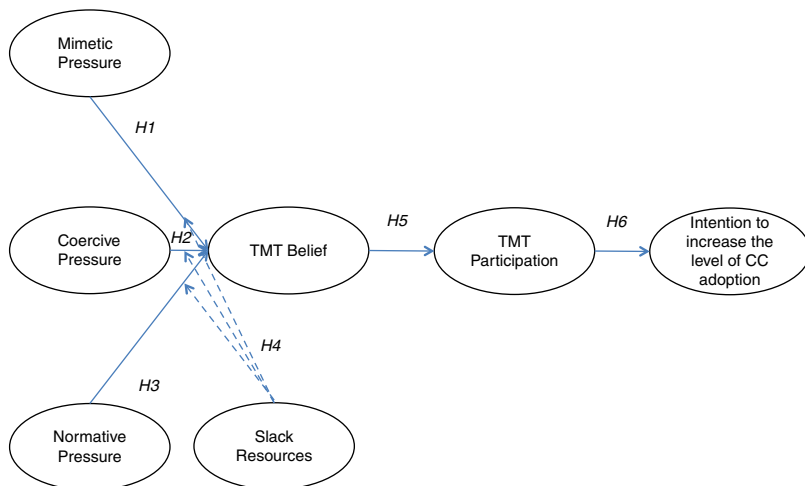 Mimetic
Pressure
H1
Coercive
Pressure
H2
TMT Belief
H5
TMT
Participation
H6
Intention to
increase the
level of CC
adoption
H4
H3
Normative
Pressure
Slack
Resources